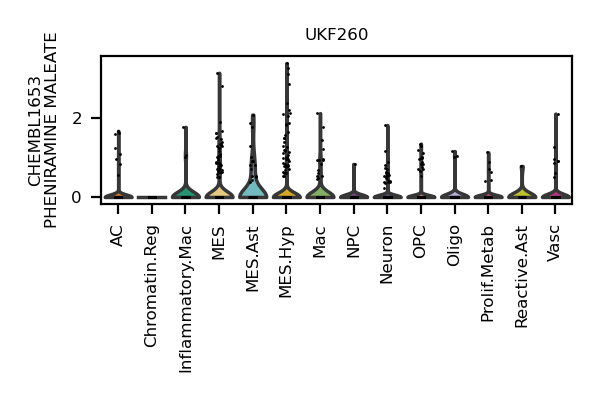 UKF260
CHEMBL1653
PHENIRAMINE MALEATE
2
0
AC
Chromatin.Reg
Inflammatory.Mac
MES
MES.Ast
MES.Hyp
Mac
NPC
Neuron
OPC
Oligo
Prolif.Metab
Reactive.Ast
Vasc